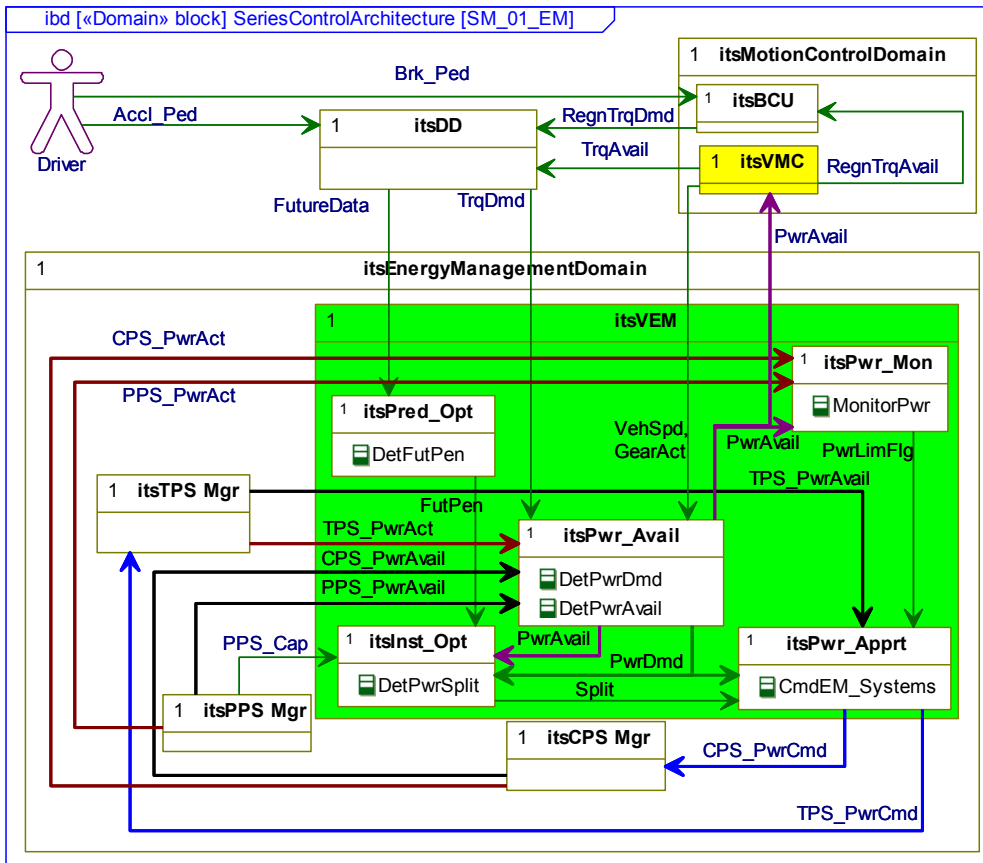 ibd [«Domain» block] SeriesControlArchitecture [SM_01_EM]
1 itsMotionControlDomain
Brk_Ped
1 itsBCU
Accl_Ped
1 itsDD
RegnTrqDmd
TrqAvail
1 itsVMC
RegnTrqAvail
Driver
FutureData
TrqDmd
PwrAvail
1 itsEnergyManagementDomain
1 itsVEM
CPS_PwrAct
1 itsPwr_Mon
PPS_PwrAct
MonitorPwr
1 itsPred_Opt
DetFutPen
VehSpd,
GearAct
PwrAvail
PwrLimFlg
TPS_PwrAvail
1 itsTPS Mgr
FutPen
TPS_PwrAct
1 itsPwr_Avail
CPS_PwrAvail
DetPwrDmd
PPS_PwrAvail
DetPwrAvail
PPS_Cap
1 itsInst_Opt
PwrAvail
1 itsPwr_Apprt
PwrDmd
DetPwrSplit
Split
CmdEM_Systems
1 itsPPS Mgr
1 itsCPS Mgr
CPS_PwrCmd
TPS_PwrCmd